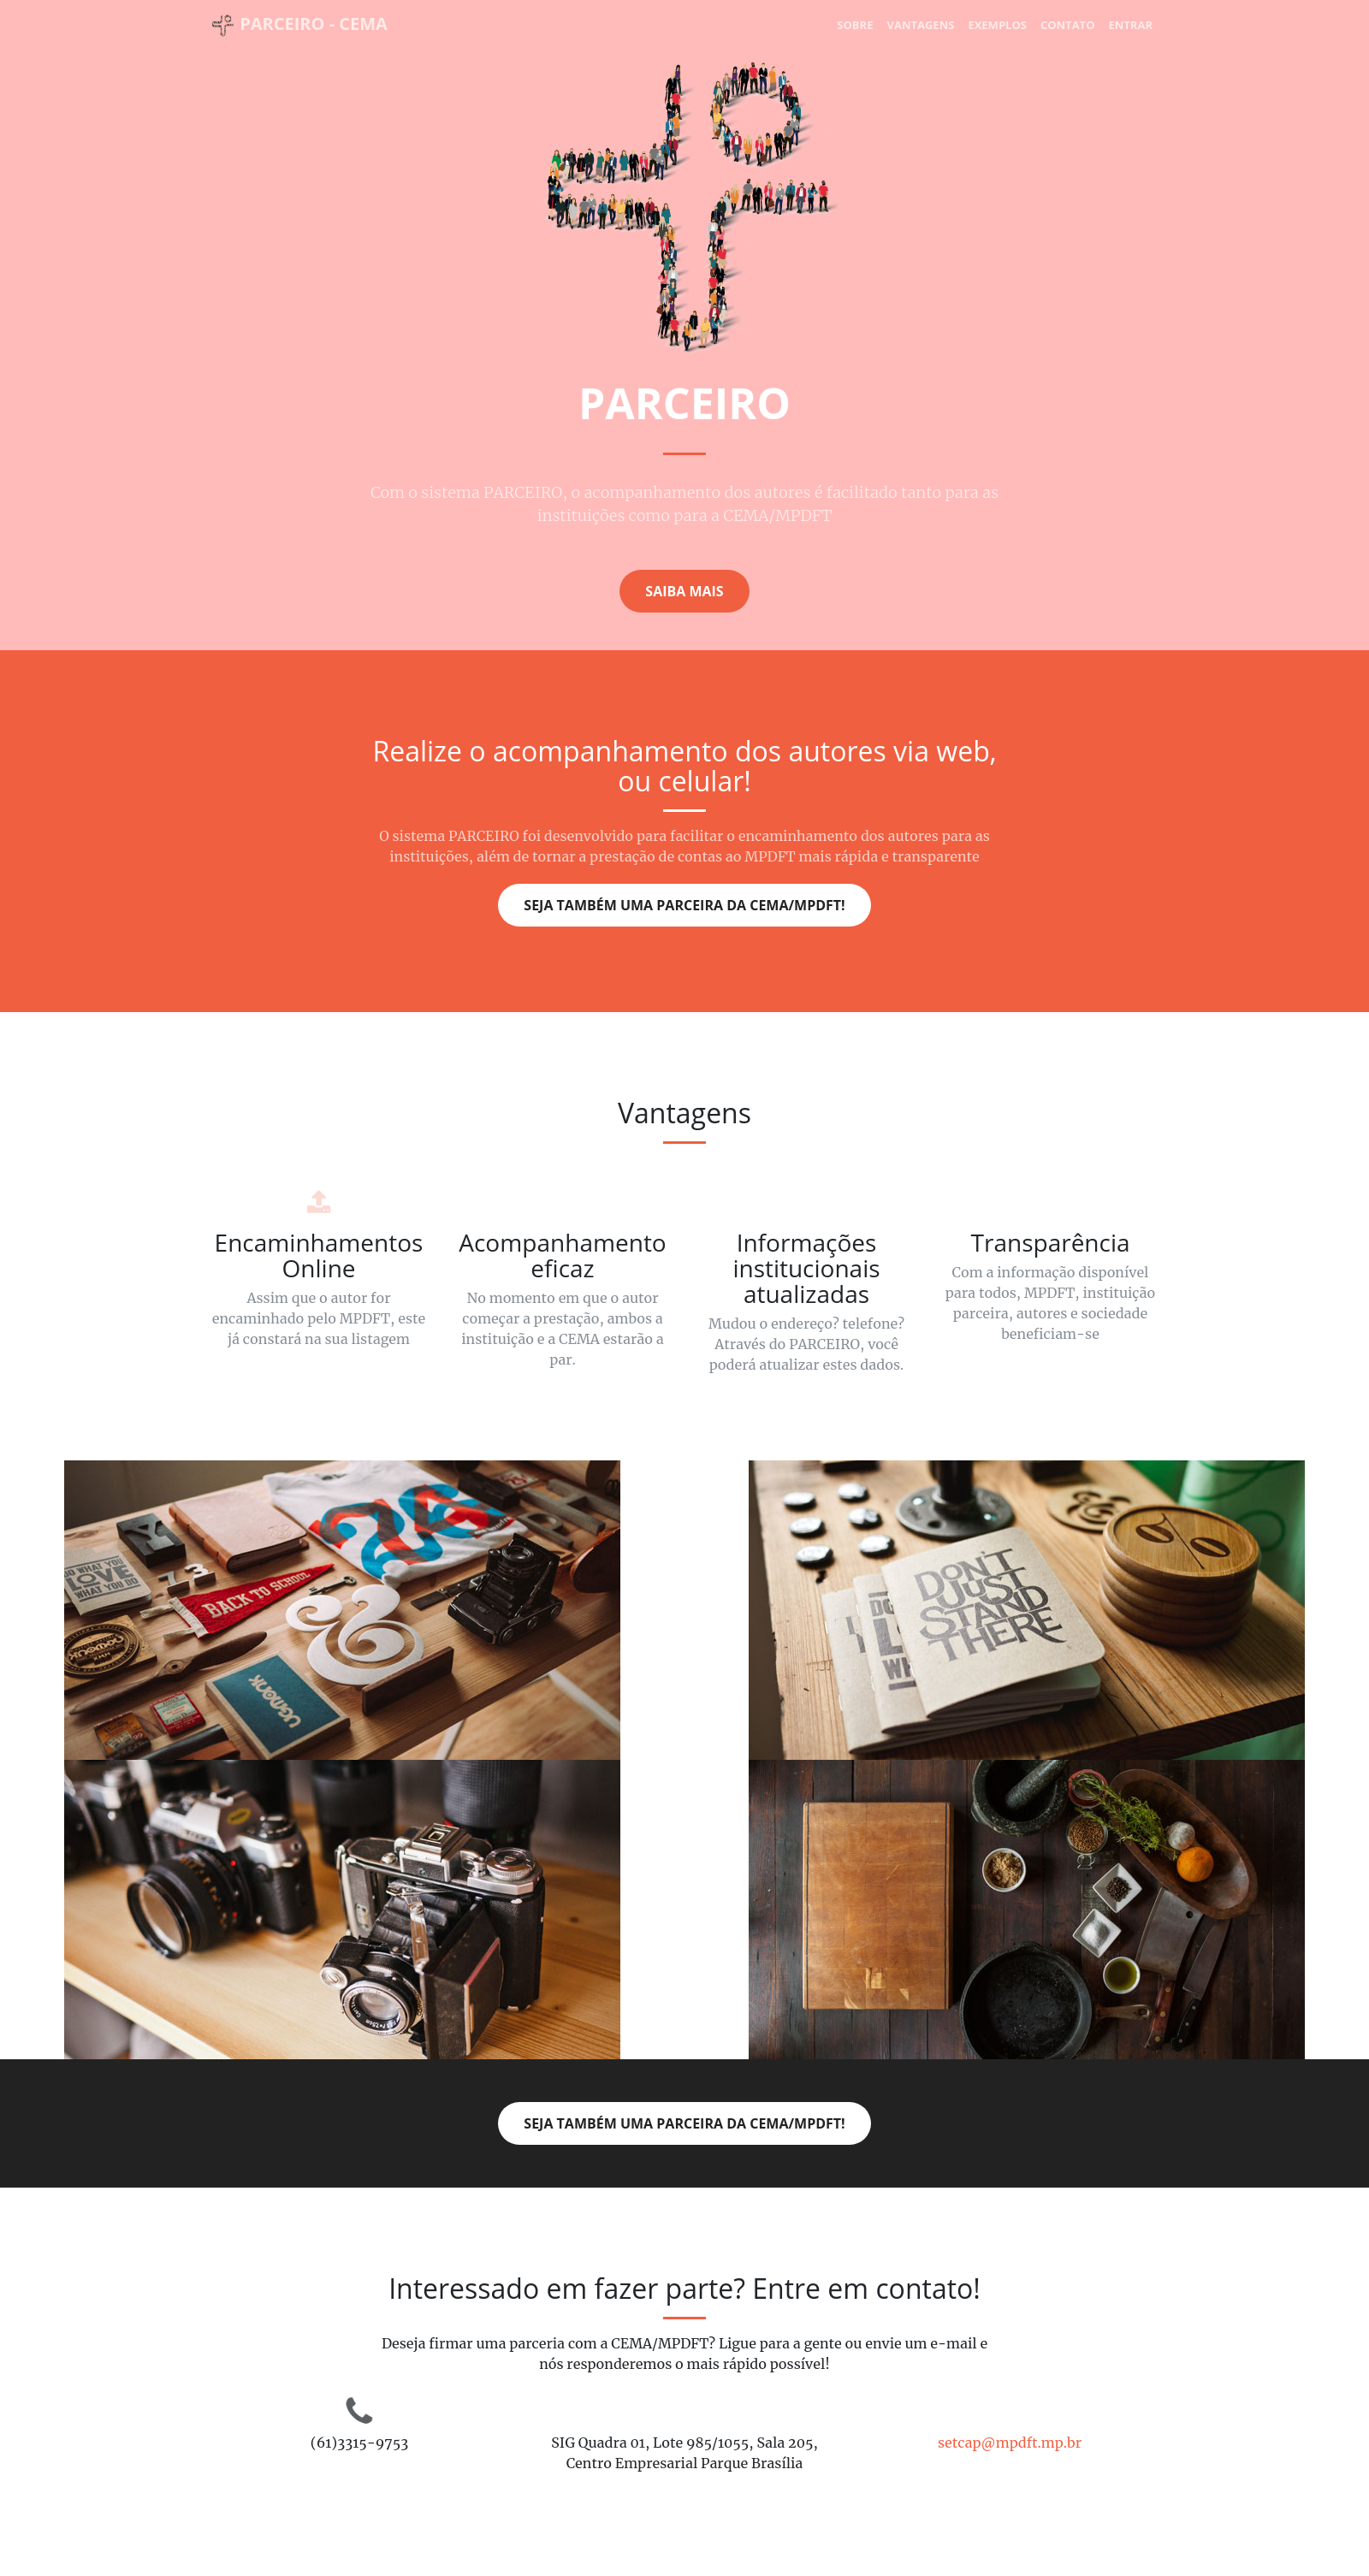 PARCEIRO - CEMA
SOBRE VANTAGENS EXEMPLOS CONTATO ENTRAR
PARCEIRO
Com o sistema PARCEIRO, o acompanhamento dos autores é facilitado tanto para as
instituições como para a CEMA/MPDFT
SAIBA MAIS
Realize o acompanhamento dos autores via web,
ou celular!
O sistema PARCEIRO foi desenvolvido para facilitar o encaminhamento dos autores para as
instituições, além de tornar a prestação de contas ao MPDFT mais rápida e transparente
SEJA TAMBÉM UMA PARCEIRA DA CEMA/MPDFT!
Vantagens
Encaminhamentos
Online
Assim que o autor for
encaminhado pelo MPDFT, este
já constará na sua listagem
Acompanhamento
eficaz
No momento em que o autor
começar a prestação, ambos a
instituição e a CEMA estarão a
par.
Informações
institucionais
atualizadas
Mudou o endereço? telefone?
Através do PARCEIRO, você
poderá atualizar estes dados.
Transparência
Com a informação disponível
para todos, MPDFT, instituição
parceira, autores e sociedade
beneficiam-se
WHAT YOU
LOVE
WHAT YOU DO
BACK TO SCHOOL
&
UGMONK
DON'T
JUST
STAND
THERE
SEJA TAMBÉM UMA PARCEIRA DA CEMA/MPDFT!
Interessado em fazer parte? Entre em contato!
Deseja firmar uma parceria com a CEMA/MPDFT? Ligue para a gente ou envie um e-mail e
nós responderemos o mais rápido possível!
(61)3315-9753
SIG Quadra 01, Lote 985/1055, Sala 205,
Centro Empresarial Parque Brasília
setcap@mpdft.mp.br